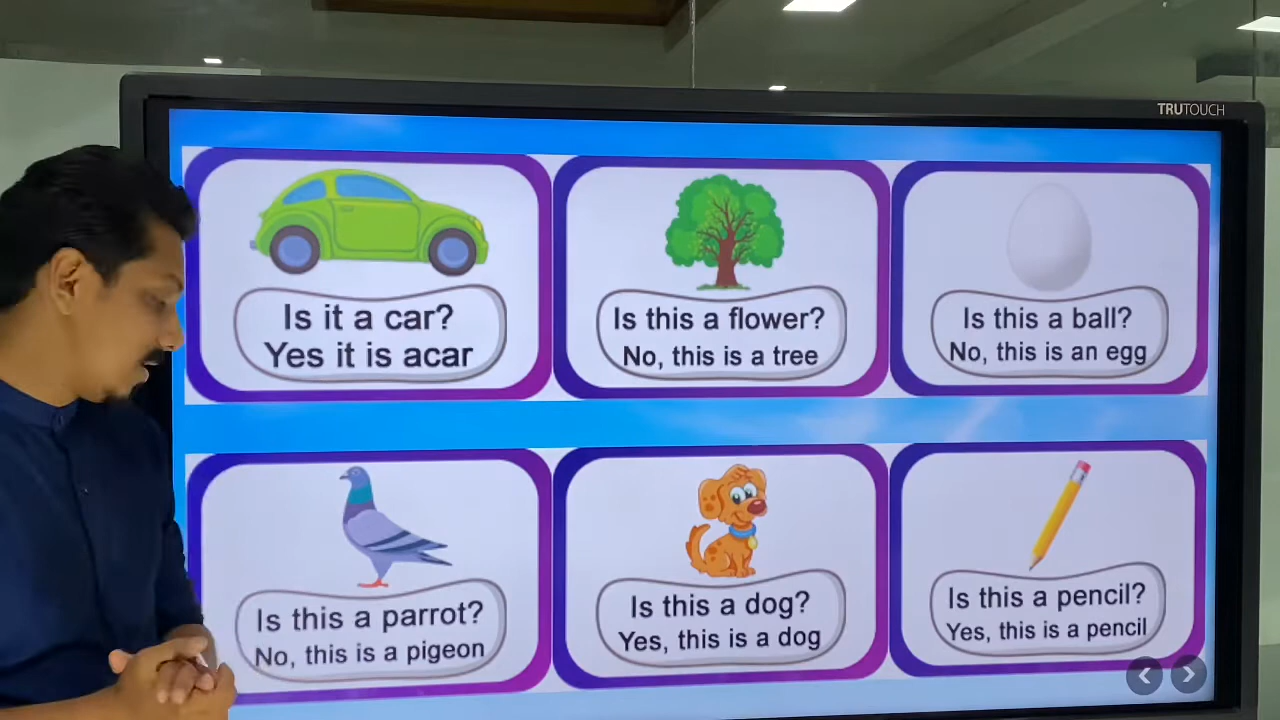 TRUTOUCH
Is it a car?
Yes it is acar
Is this a flower?
No, this is a tree
Is this a ball?
No, this is an egg
Is this a parrot?
No, this is a pigeon
Is this a dog?
Yes, this is a dog
Is this a pencil?
Yes, this is a pencil